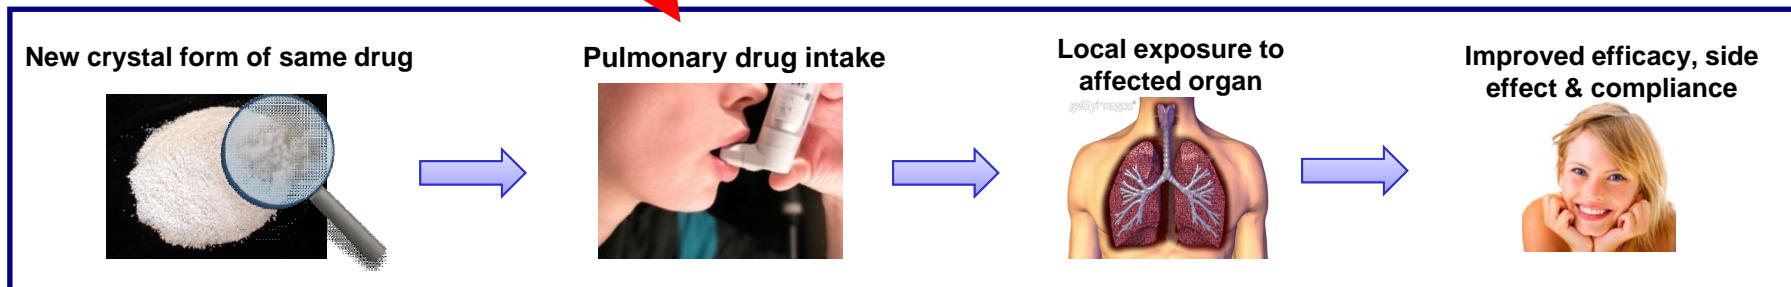 New crystal form of same drug
Pulmonary drug intake
Local exposure to
affected organ
Improved efficacy, side
effect & compliance
gettyimages®